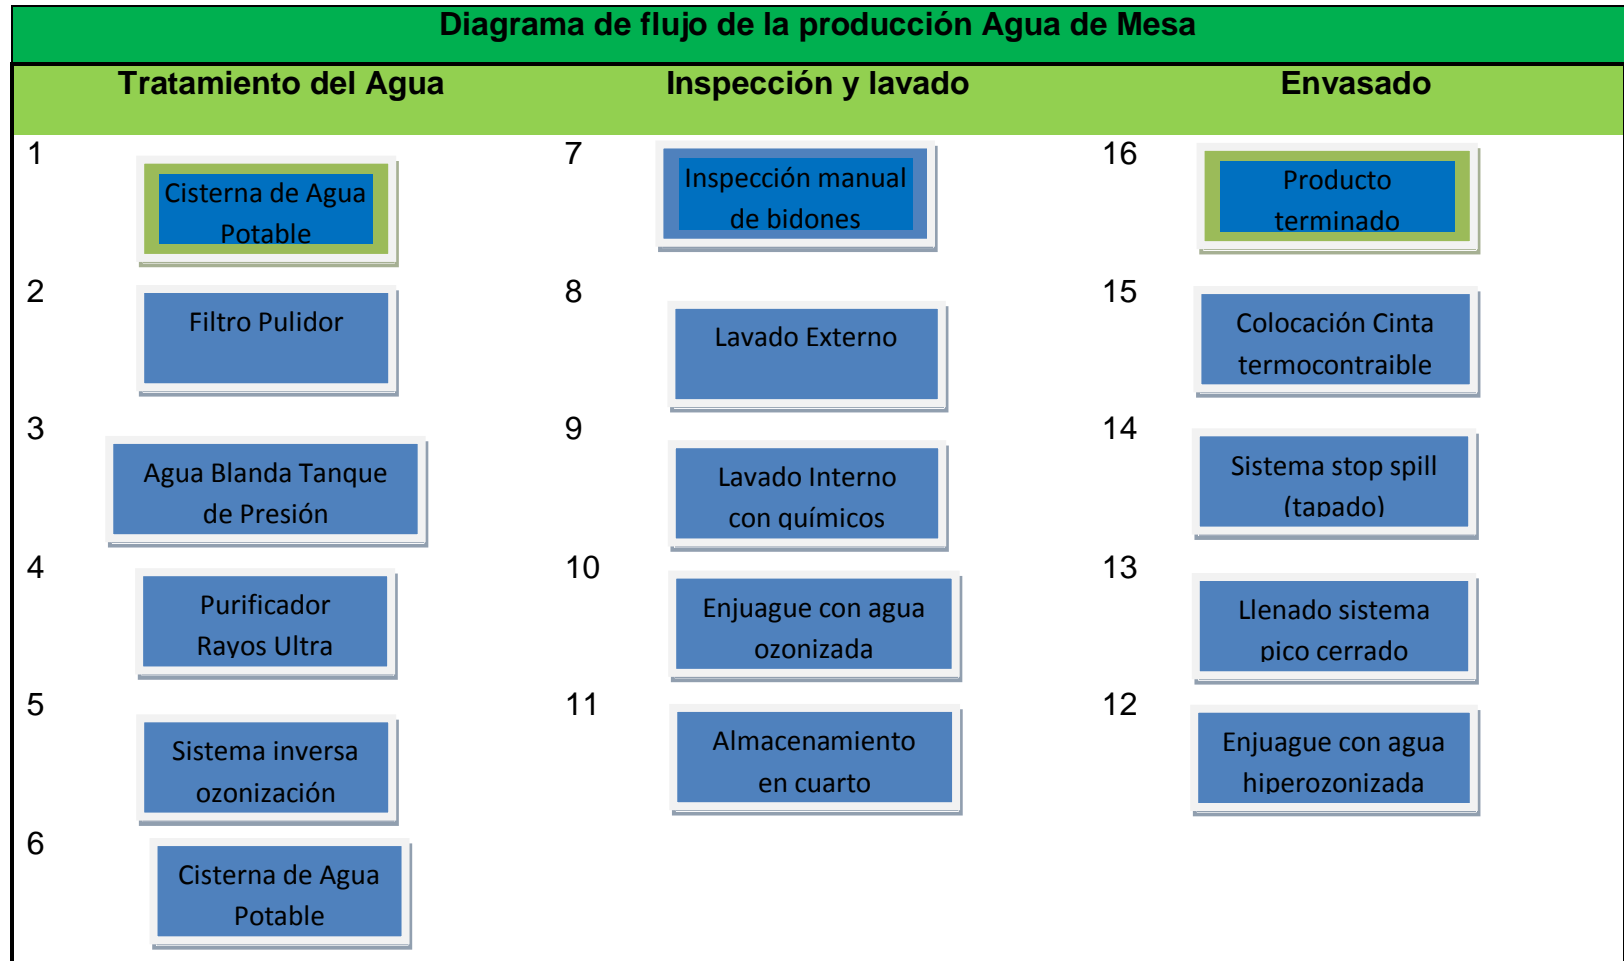 Diagrama de flujo de la producción Agua de Mesa
Tratamiento del Agua
Inspección y lavado
Envasado
1
Cisterna de Agua
Potable
2
Filtro Pulidor
3
Agua Blanda Tanque
de Presión
4
Purificador
Rayos Ultra
5
Sistema inversa
ozonización
6
Cisterna de Agua
Potable
7
Inspección manual
de bidones
8
Lavado Externo
9
Lavado Interno
con químicos
10
Enjuague con agua
ozonizada
11
Almacenamiento
en cuarto
16
Producto
terminado
15
Colocación Cinta
termocontraible
14
Sistema stop spill
(tapado)
13
Llenado sistema
pico cerrado
12
Enjuague con agua
hiperozonizada